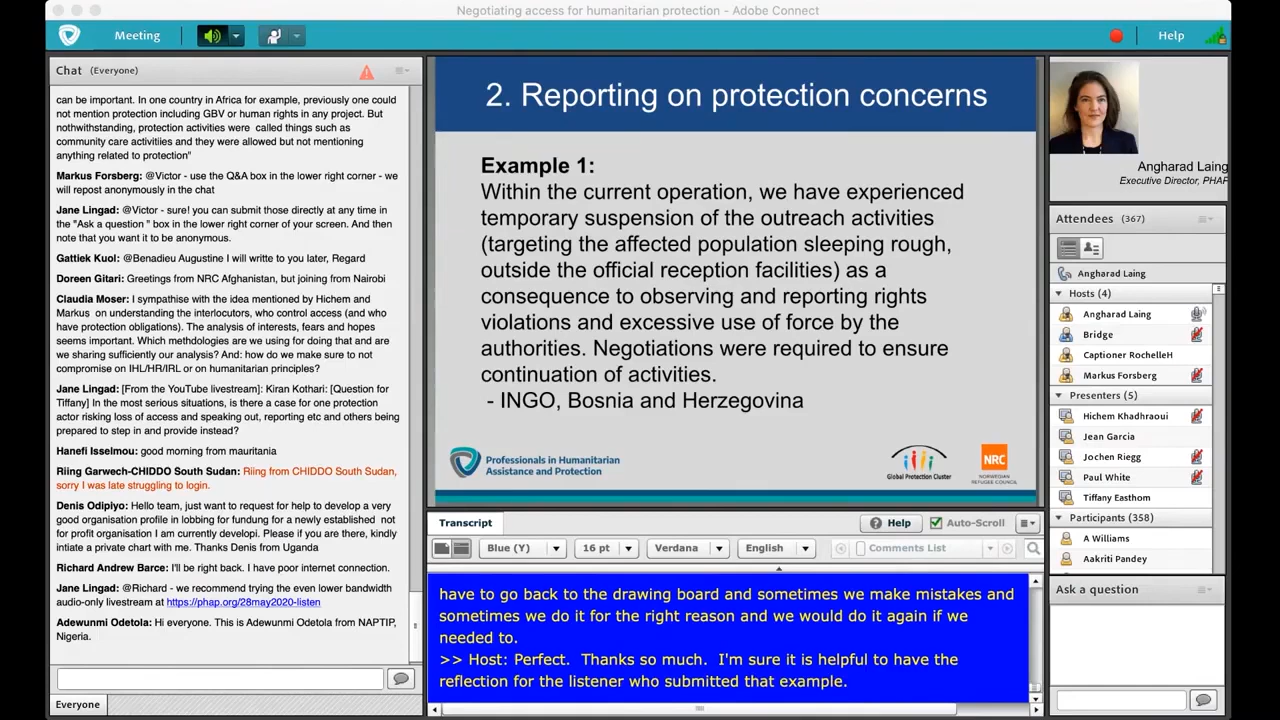 Negotiating access for humanitarian protection - Adobe Connect
Meeting
Help
Chat (Everyone)
can be important. In one country in Africa for example, previously one could
not mention protection including GBV or human rights in any project. But
nothwithstanding, protection activities were called things such as
community care activitiies and they were allowed but not mentioning
anything related to protection"
Markus Forsberg: @Victor - use the Q&A box in the lower right corner - we
will repost anonymously in the chat
Jane Lingad: @Victor - sure! you can submit those directly at any time in
the "Ask a question " box in the lower right corner of your screen. And then
note that you want it to be anonymous.
Gattiek Kuol: @Benadieu Augustine I will writte to you later, Regard
Doreen Gitari: Greetings from NRC Afghanistan, but joining from Nairobi
Claudia Moser: I sympathise with the idea mentioned by Hichem and
Markus on understanding the interlocutors, who control access (and who
have protection obligations). The analysis of interests, fears and hopes
seems important. Which methdologies are we using for doing that and are
we sharing sufficiently our analysis? And: how do we make sure to not
compromise on IHL/HR/IRL or on humanitarian principles?
Jane Lingad: [From the YouTube livestream]: Kiran Kothari: [Question for
Tiffany] In the most serious situations, is there a case for one protection
actor risking loss of access and speaking out, reporting etc and others being
prepared to step in and provide instead?
Hanefi Isselmou: good morning from mauritania
Riing Garwech-CHIDDO South Sudan: Riing from CHIDDO South Sudan,
sorry I was late struggling to login.
Denis Odipiyo: Hello team, just want to request for help to develop a very
good organisation profile in lobbing for fundung for a newly established not
for profit organisation I am currently developi. Please if you are there, kindly
intiate a private chart with me. Thanks Denis from Uganda
Richard Andrew Barce: I'll be right back. I have poor internet connection.
Jane Lingad: @Richard - we recommend trying the even lower bandwidth
audio-only livestream at https://phap.org/28may2020-listen
Adewunmi Odetola: Hi everyone. This is Adewunmi Odetola from NAPTIP,
Nigeria.
Everyone
2. Reporting on protection concerns
Example 1:
Within the current operation, we have experienced
temporary suspension of the outreach activities
(targeting the affected population sleeping rough,
outside the official reception facilities) as a
consequence to observing and reporting rights
violations and excessive use of force by the
authorities. Negotiations were required to ensure
continuation of activities.
- INGO, Bosnia and Herzegovina
Professionals in Humanitarian
Assistance and Protection
Global Protection Cluster
NRC
NORWEGIAN
REFUGEE COUNCIL
Transcript
Help
Auto-Scroll
Blue (Y)
16 pt
Verdana
English
Comments List
have to go back to the drawing board and sometimes we make mistakes and
sometimes we do it for the right reason and we would do it again if we
needed to.
>> Host: Perfect. Thanks so much. I'm sure it is helpful to have the
reflection for the listener who submitted that example.
Angharad Laing
Executive Director, PHAP
Attendees (367)
Angharad Laing
Hosts (4)
Angharad Laing
Bridge
Captioner RochelleH
Markus Forsberg
Presenters (5)
Hichem Khadhraoui
Jean Garcia
Jochen Riegg
Paul White
Tiffany Easthom
Participants (358)
A Williams
Aakriti Pandey
Ask a question